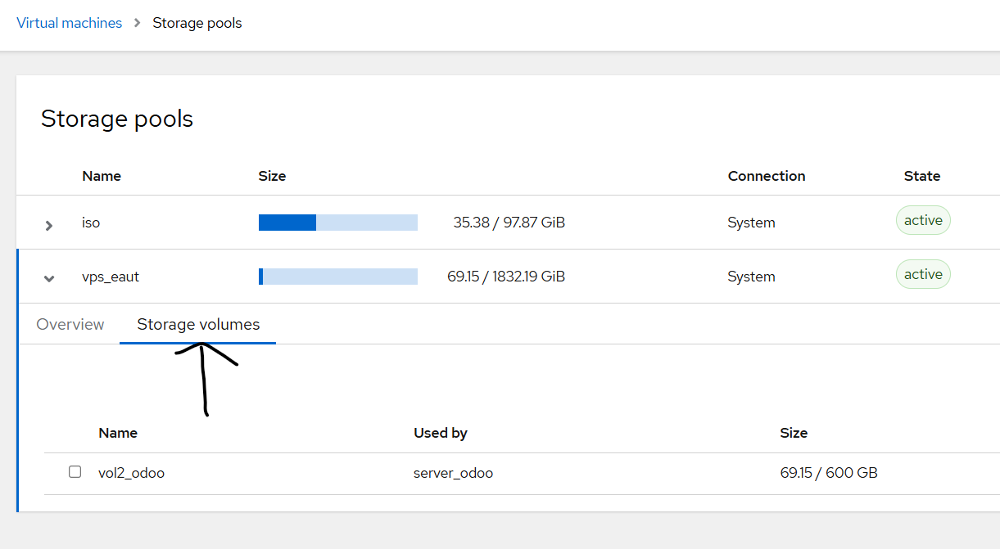 Virtual machines > Storage pools
Storage pools
Name Size Connection State
iso 35.38 / 97.87 GiB System active
vps_eaut 69.15 / 1832.19 GiB System active
Overview Storage volumes
Name Used by Size
vol2_odoo server_odoo 69.15 / 600 GB